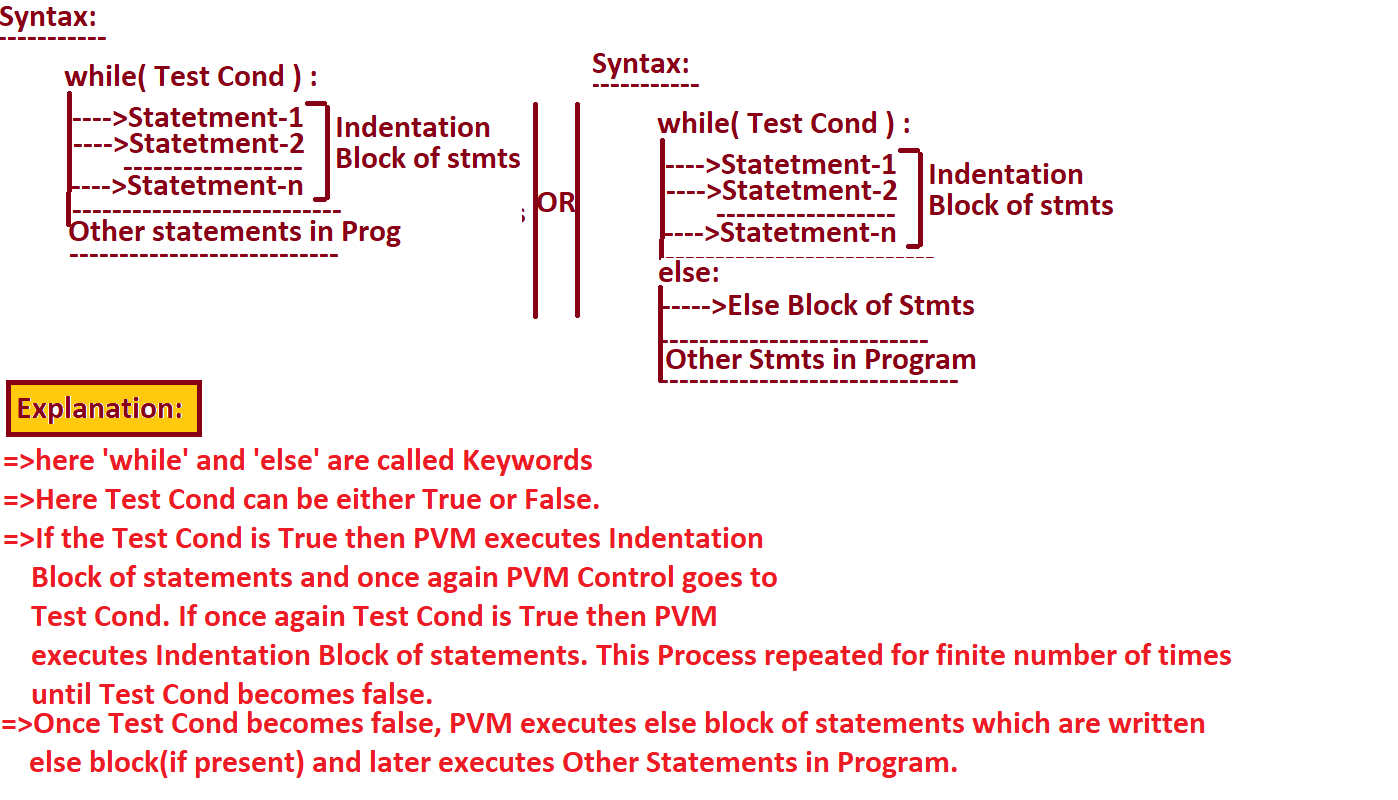 Syntax:
-----------
while( Test Cond ) :
---->Statetment-1
---->Statetment-2
------------------
---->Statetment-n
---------------------------
Other statements in Prog
---------------------------
Indentation
Block of stmts
OR
Syntax:
-----------
while( Test Cond ) :
---->Statetment-1
---->Statetment-2
------------------
---->Statetment-n
---------------------------
Indentation
Block of stmts
else:
----->Else Block of Stmts
---------------------------
Other Stmts in Program
------------------------------
Explanation:
=>here 'while' and 'else' are called Keywords
=>Here Test Cond can be either True or False.
=>If the Test Cond is True then PVM executes Indentation
Block of statements and once again PVM Control goes to
Test Cond. If once again Test Cond is True then PVM
executes Indentation Block of statements. This Process repeated for finite number of times
until Test Cond becomes false.
=>Once Test Cond becomes false, PVM executes else block of statements which are written
else block(if present) and later executes Other Statements in Program.